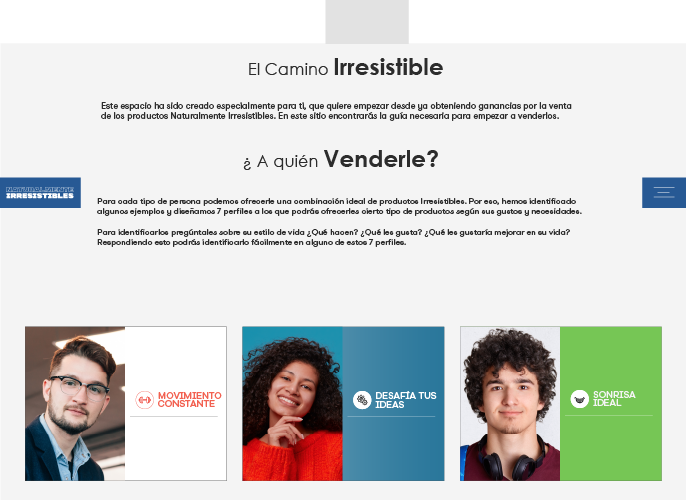 El Camino Irresistible
Este espacio ha sido creado especialmente para ti, que quiere empezar desde ya obteniendo ganancias por la venta
de los productos Naturalmente Irresistibles. En este sitio encontrarás la guía necesaria para empezar a venderlos.
¿ A quién Venderle?
NATURALMENTE
IRRESISTIBLES
Para cada tipo de persona podemos ofrecerle una combinación ideal de productos Irresistibles. Por eso, hemos identificado
algunos ejemplos y diseñamos 7 perfiles a los que podrás ofrecerles cierto tipo de productos según sus gustos y necesidades.
Para identificarlos pregúntales sobre su estilo de vida ¿Qué hacen? ¿Qué les gusta? ¿Qué les gustaría mejorar en su vida?
Respondiendo esto podrás identificarlo fácilmente en alguno de estos 7 perfiles.
MOVIMIENTO
CONSTANTE
DESAFÍA TUS
IDEAS
SONRISA
IDEAL